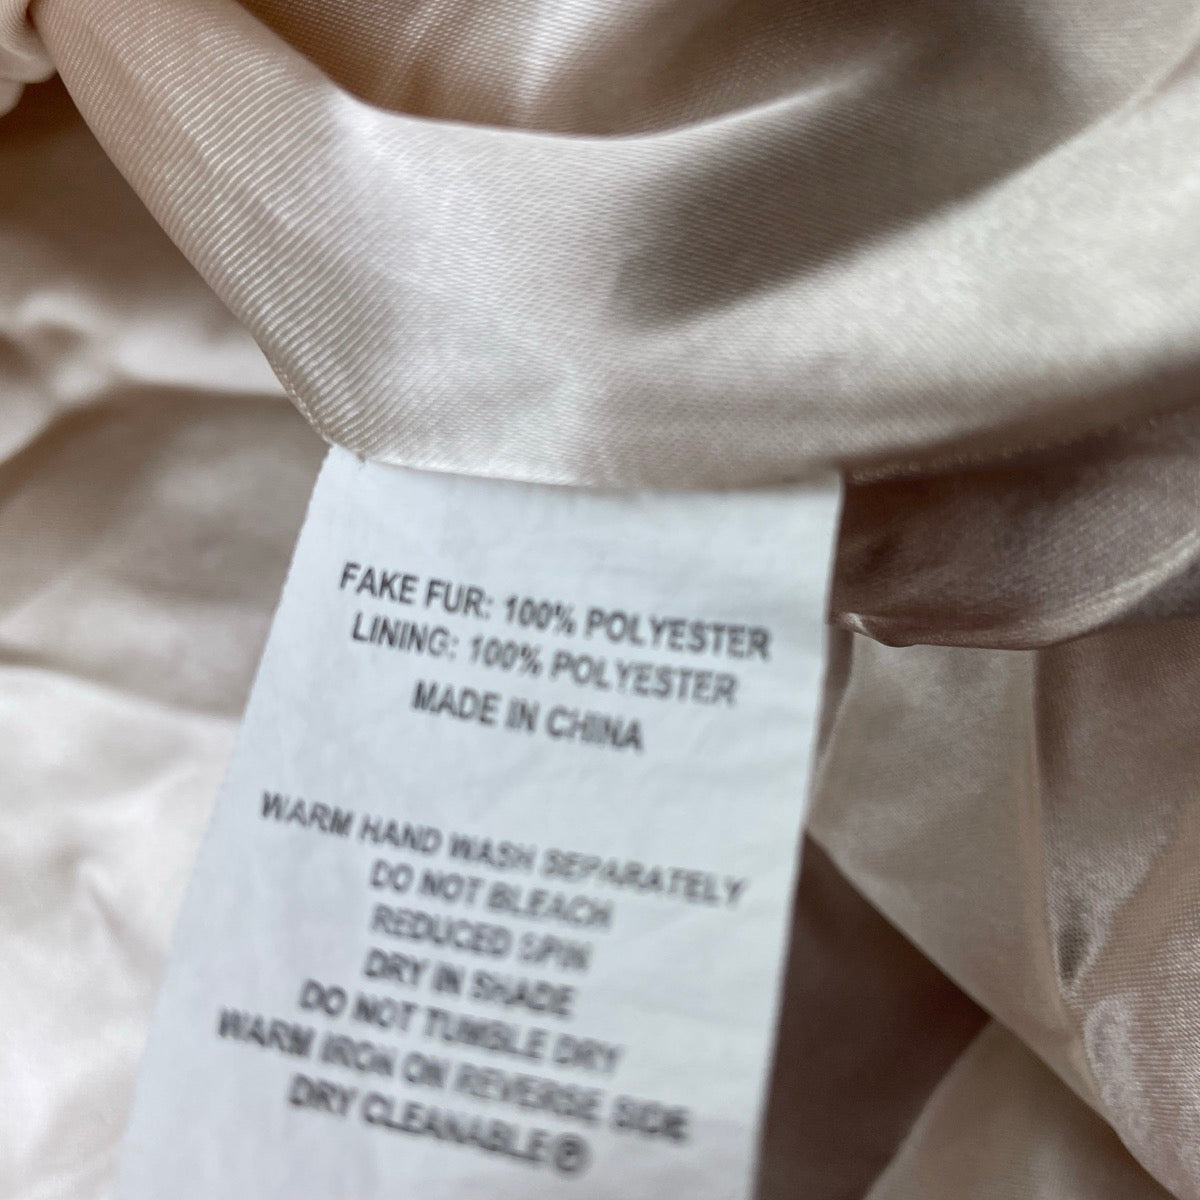 FAKE FUR: 100% POLYESTER
LINING: 100% POLYESTER
MADE IN CHINA
WARM HAND WASH SEPARATELY
DO NOT BLEACH
REDUCED SPIN
DRY IN SHADE
DO NOT TUMBLE DRY
WARM IRON ON REVERSE SIDE
DRY CLEANABLE Ⓟ